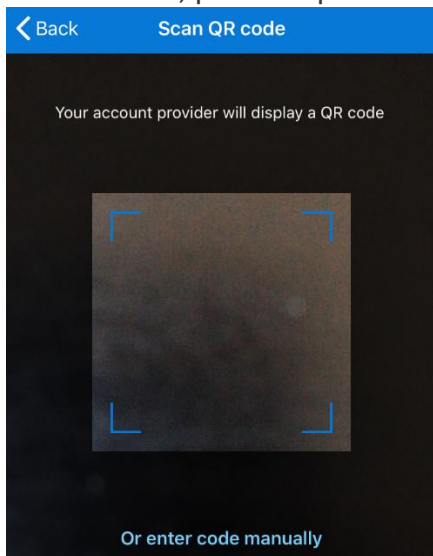 Back Scan QR code
Your account provider will display a QR code
Or enter code manually